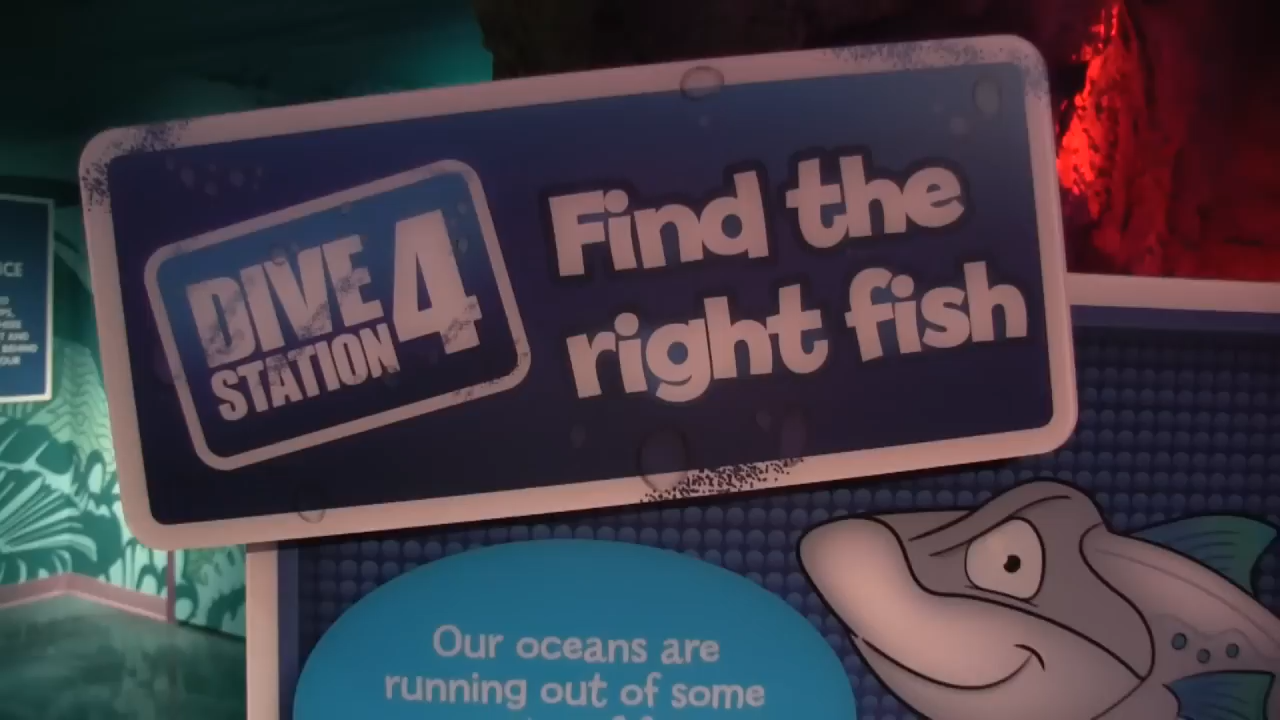 DIVE
STATION 4
Find the
right fish
Our oceans are
running out of some